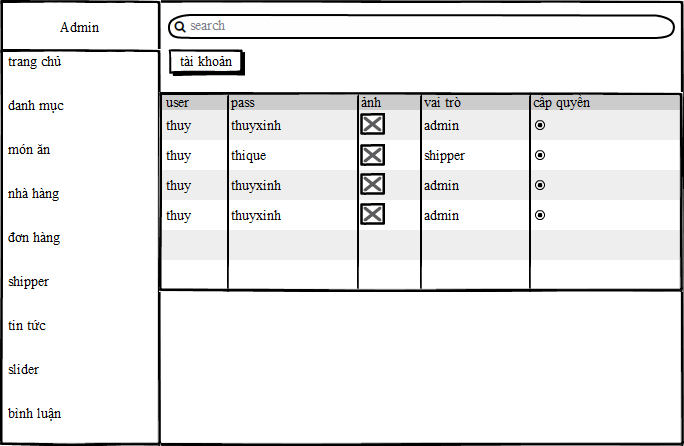 Admin
search
trang chủ
tài khoản
danh mục
món ăn
nhà hàng
đơn hàng
shipper
tin tức
slider
bình luận
user pass ảnh vai trò cấp quyền
thuy thuyxinh admin
thuy thique shipper
thuy thuyxinh admin
thuy thuyxinh admin